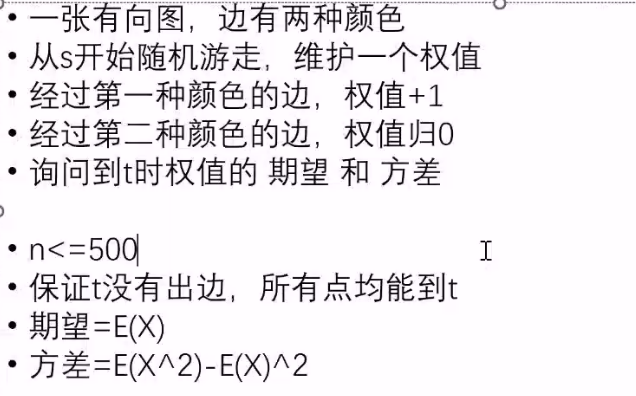 • 一张有向图，边有两种颜色
• 从s开始随机游走，维护一个权值
• 经过第一种颜色的边，权值+1
• 经过第二种颜色的边，权值归0
• 询问到t时权值的 期望 和 方差
• n<=500
• 保证t没有出边，所有点均能到t
• 期望=E(X)
• 方差=E(X^2)-E(X)^2